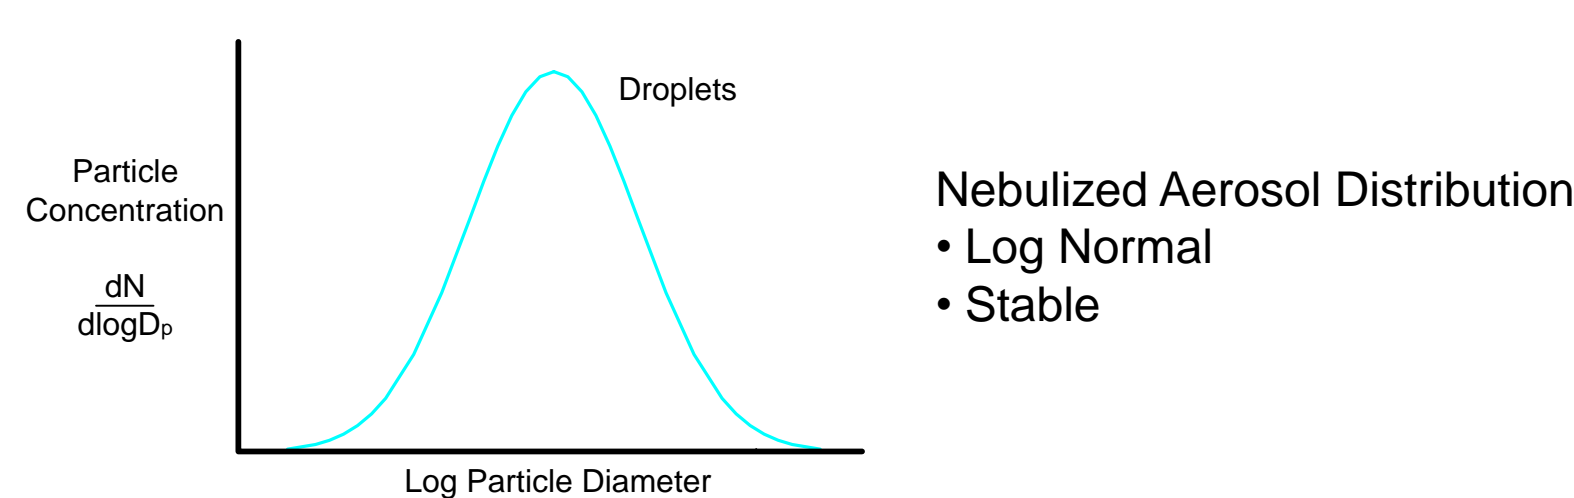 Droplets
Particle
Concentration
dN
dlogDp
Log Particle Diameter
Nebulized Aerosol Distribution
• Log Normal
• Stable